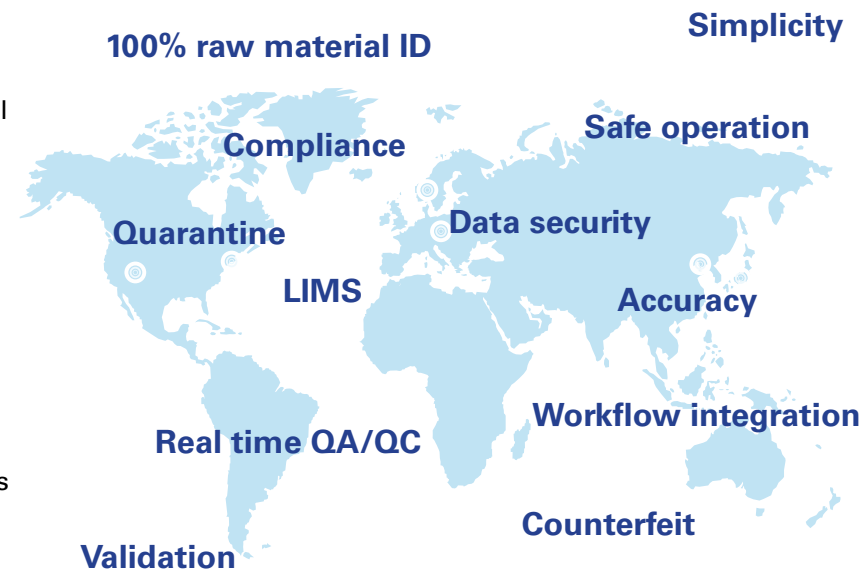 Simplicity
100% raw material ID
l
Safe operation
Compliance
Data security
Quarantine
LIMS
Accuracy
Workflow integration
Real time QA/QC
s
Counterfeit
Validation